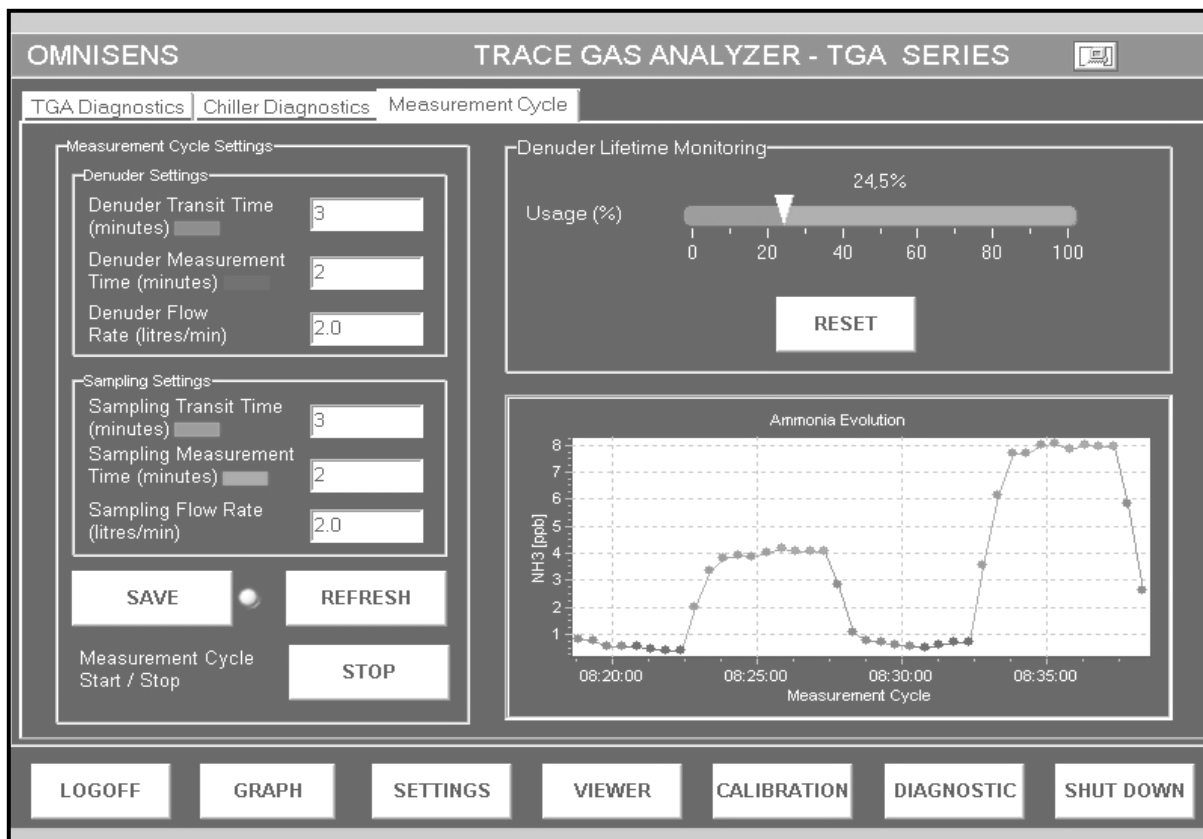 OMNISENS
TRACE GAS ANALYZER - TGA SERIES
TGA Diagnostics
Chiller Diagnostics
Measurement Cycle
Measurement Cycle Settings
Denuder Settings
Denuder Transit Time
(minutes)
3
Denuder Measurement
Time (minutes)
2
Denuder Flow
Rate (litres/min)
2.0
Sampling Settings
Sampling Transit Time
(minutes)
3
Sampling Measurement
Time (minutes)
2
Sampling Flow Rate
(litres/min)
2.0
SAVE
REFRESH
Measurement Cycle
Start / Stop
STOP
Denuder Lifetime Monitoring
24,5%
Usage (%)
0 20 40 60 80 100
RESET
Ammonia Evolution
NH3 [ppb]
8
7
6
5
4
3
2
1
08:20:00 08:25:00 08:30:00 08:35:00
Measurement Cycle
LOGOFF
GRAPH
SETTINGS
VIEWER
CALIBRATION
DIAGNOSTIC
SHUT DOWN